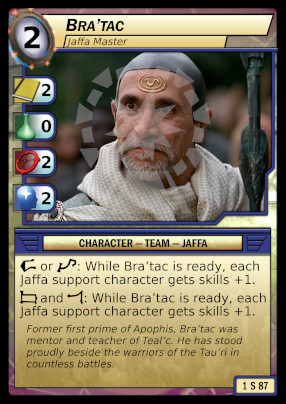 2
BRA'TAC
Jaffa Master
2
0
2
2
CHARACTER – TEAM – JAFFA
or : While Bra'tac is ready, each
Jaffa support character gets skills +1.
and : While Bra'tac is ready, each
Jaffa support character gets skills +1.
Former first prime of Apophis, Bra'tac was
mentor and teacher of Teal'c. He has stood
proudly beside the warriors of the Tau'ri in
countless battles.
1 S 87